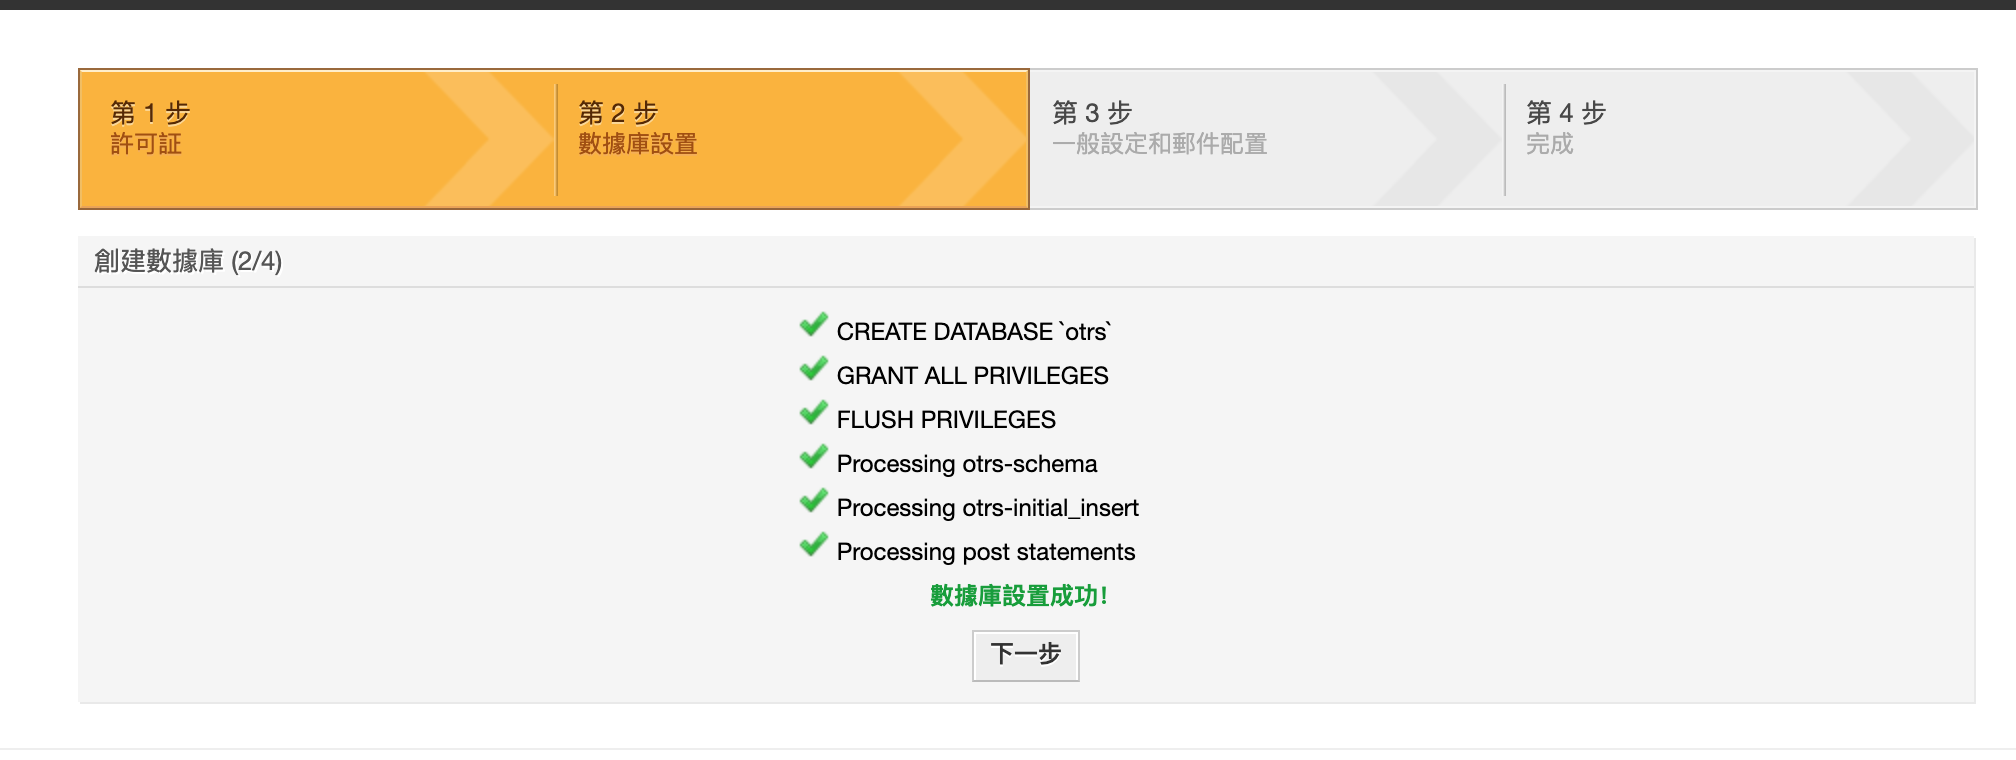 第 1 步
許可証
第 2 步
數據庫設置
第 3 步
一般設定和郵件配置
第 4 步
完成
創建數據庫 (2/4)
CREATE DATABASE `otrs`
GRANT ALL PRIVILEGES
FLUSH PRIVILEGES
Processing otrs-schema
Processing otrs-initial_insert
Processing post statements
數據庫設置成功！
下一步